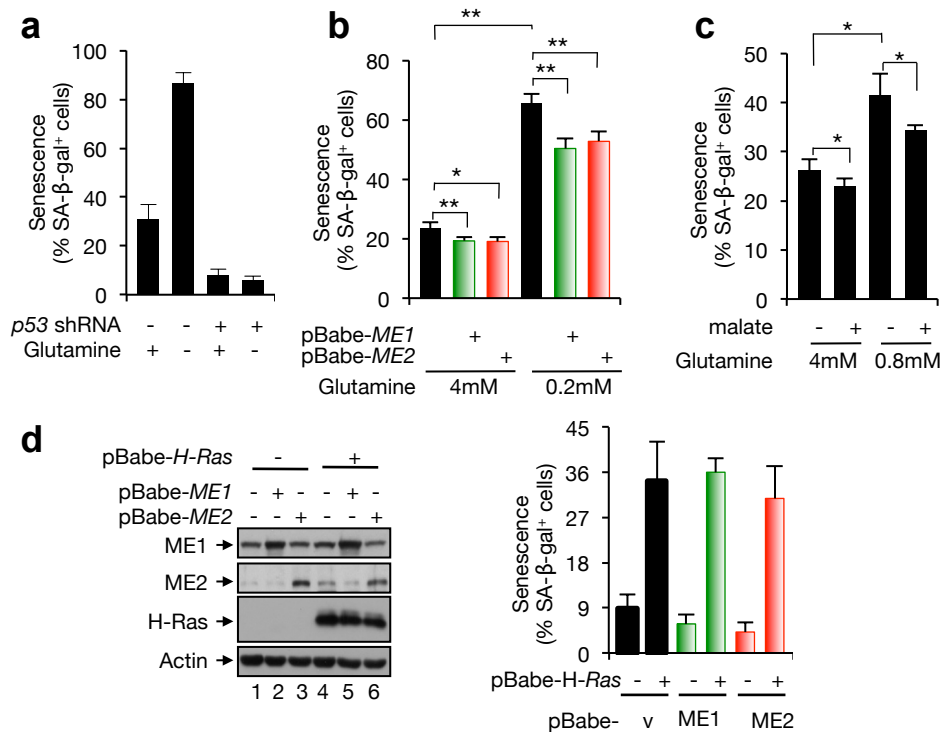 a
Senescence
(% SA-β-gal⁺ cells)
100
80
60
40
20
0
p53 shRNA - - + +
Glutamine + - + -
b
Senescence
(% SA-β-gal⁺ cells)
80
60
40
20
0
**
**
**
*
**
pBabe-ME1 + +
pBabe-ME2 + +
Glutamine 4mM 0.2mM
c
Senescence
(% SA-β-gal⁺ cells)
50
40
30
20
10
0
*
*
*
malate - + - +
Glutamine 4mM 0.8mM
d
pBabe-H-Ras - +
pBabe-ME1 - + - - + -
pBabe-ME2 - - + - - +
ME1
ME2
H-Ras
Actin
1 2 3 4 5 6
Senescence
(% SA-β-gal⁺ cells)
45
36
27
18
9
0
pBabe-H-Ras - + - + - +
pBabe- v ME1 ME2